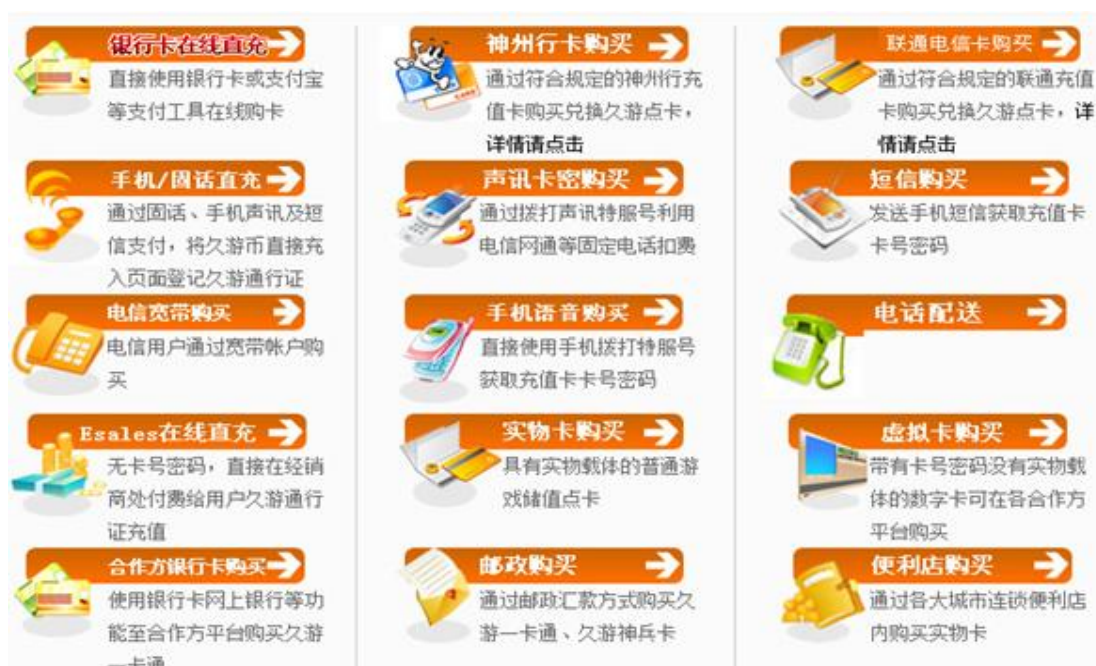 银行卡在线直充
直接使用银行卡或支付宝
等支付工具在线购卡
神州行卡购买
通过符合规定的神州行充
值卡购买兑换久游点卡，
详情请点击
联通电信卡购买
通过符合规定的联通充值
卡购买兑换久游点卡，详
情请点击
手机/固话直充
通过固话、手机声讯及短
信支付，将久游币直接充
入页面登记久游通行证
声讯卡密购买
通过拨打声讯特服号利用
电信网通等固定电话扣费
短信购买
发送手机短信获取充值卡
卡号密码
电信宽带购买
电信用户通过宽带帐户购
买
手机语音购买
直接使用手机拨打特服号
获取充值卡卡号密码
电话配送
Esales在线直充
无卡号密码，直接在经销
商处付费给用户久游通行
证充值
实物卡购买
具有实物载体的普通游
戏储值点卡
虚拟卡购买
带有卡号密码没有实物载
体的数字卡可在各合作方
平台购买
合作方银行卡购买
使用银行卡网上银行等功
能至合作方平台购买久游
一卡通
邮政购买
通过邮政汇款方式购买久
游一卡通、久游神兵卡
便利店购买
通过各大城市连锁便利店
内购买实物卡